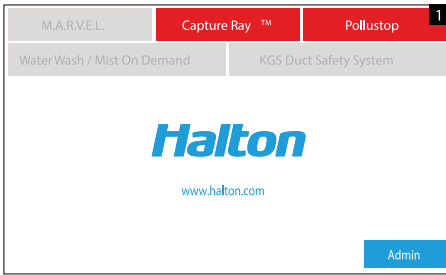 M.A.R.V.E.L. Capture Ray ™ Pollustop 1
Water Wash / Mist On Demand KGS Duct Safety System
Halton
www.halton.com
Admin